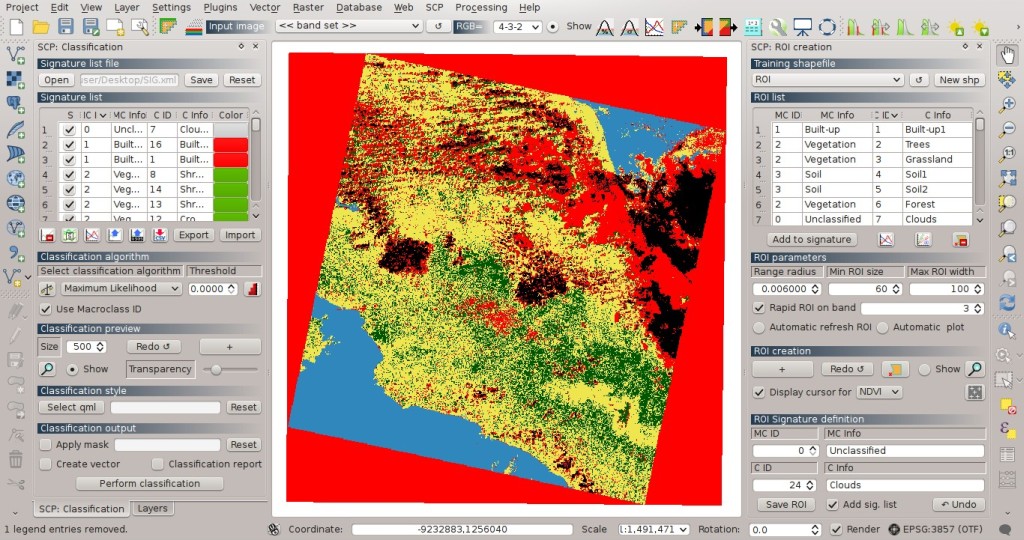 Project Edit View Layer Settings Plugins Vector Raster Database Web SCP Processing Help
Input image << band set >> RGB= 4-3-2 Show
SCP: Classification
Signature list file
Open ser/Desktop/SIG.xml Save Reset
Signature list
S MC Info C ID C Info Color
1 0 Uncl... 7 Clou...
2 1 Built... 16 Built...
3 1 Built... 1 Built...
4 2 Veg... 8 Shr...
5 2 Veg... 14 Shr...
6 2 Veg... 13 Shr...
7 2 Veg... 12 Cro...
Export Import
Classification algorithm
Select classification algorithm Threshold
Maximum Likelihood 0.0000
Use Macroclass ID
Classification preview
Size 500 Redo ↺ +
Show Transparency
Classification style
Select qml Reset
Classification output
Apply mask Reset
Create vector Classification report
Perform classification
SCP: Classification Layers
SCP: ROI creation
Training shapefile
ROI ↺ New shp
ROI list
MC ID MC Info C ID C Info
1 1 Built-up 1 Built-up1
2 2 Vegetation 2 Trees
3 2 Vegetation 3 Grassland
4 3 Soil 4 Soil1
5 3 Soil 5 Soil2
6 2 Vegetation 6 Forest
7 0 Unclassified 7 Clouds
Add to signature
ROI parameters
Range radius Min ROI size Max ROI width
0.006000 60 100
Rapid ROI on band 3
Automatic refresh ROI Automatic plot
ROI creation
+ Redo ↺ Show
Display cursor for NDVI
ROI Signature definition
MC ID MC Info
0 Unclassified
C ID C Info
24 Clouds
Save ROI Add sig. list Undo
1 legend entries removed. Coordinate: -9232883,1256040 Scale 1:1,491,471 Rotation: 0.0 Render EPSG:3857 (OTF)